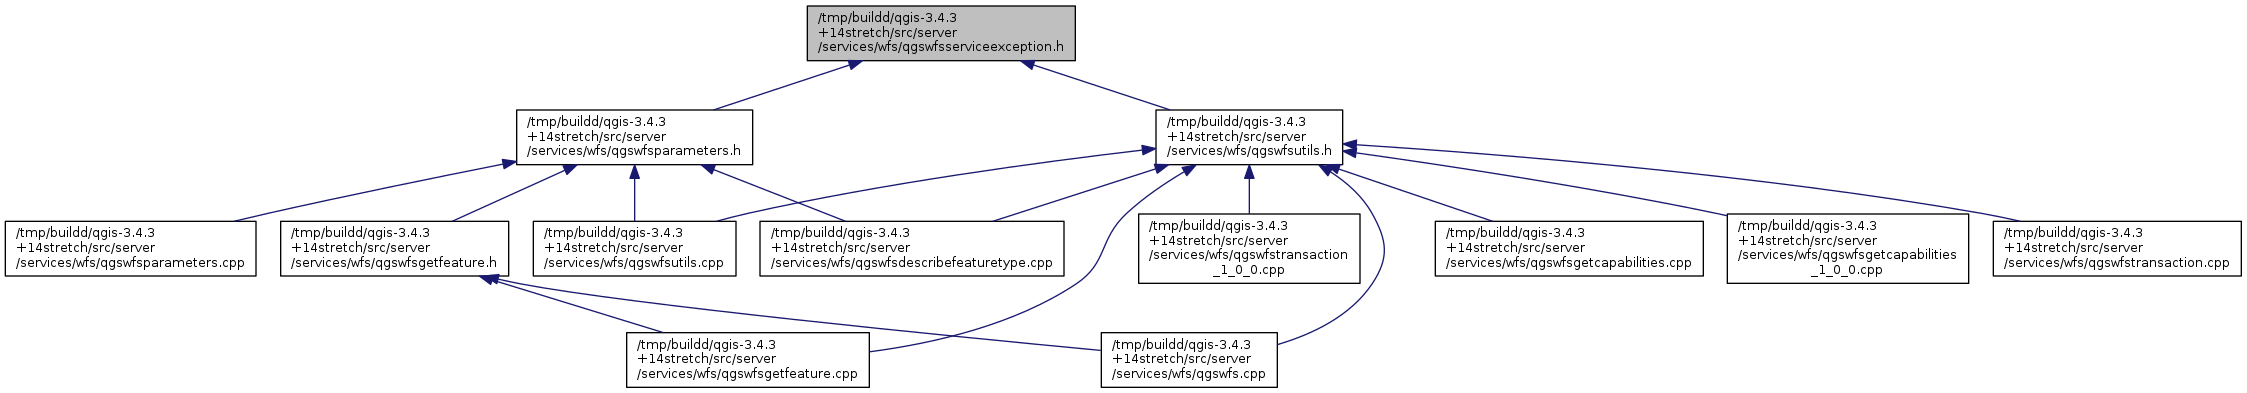 /tmp/buildd/qgis-3.4.3
+14stretch/src/server
/services/wfs/qgswfsserviceexception.h
/tmp/buildd/qgis-3.4.3
+14stretch/src/server
/services/wfs/qgswfsparameters.h
/tmp/buildd/qgis-3.4.3
+14stretch/src/server
/services/wfs/qgswfsutils.h
/tmp/buildd/qgis-3.4.3
+14stretch/src/server
/services/wfs/qgswfsparameters.cpp
/tmp/buildd/qgis-3.4.3
+14stretch/src/server
/services/wfs/qgswfsgetfeature.h
/tmp/buildd/qgis-3.4.3
+14stretch/src/server
/services/wfs/qgswfsutils.cpp
/tmp/buildd/qgis-3.4.3
+14stretch/src/server
/services/wfs/qgswfsdescribefeaturetype.cpp
/tmp/buildd/qgis-3.4.3
+14stretch/src/server
/services/wfs/qgswfstransaction
_1_0_0.cpp
/tmp/buildd/qgis-3.4.3
+14stretch/src/server
/services/wfs/qgswfsgetcapabilities.cpp
/tmp/buildd/qgis-3.4.3
+14stretch/src/server
/services/wfs/qgswfsgetcapabilities
_1_0_0.cpp
/tmp/buildd/qgis-3.4.3
+14stretch/src/server
/services/wfs/qgswfstransaction.cpp
/tmp/buildd/qgis-3.4.3
+14stretch/src/server
/services/wfs/qgswfsgetfeature.cpp
/tmp/buildd/qgis-3.4.3
+14stretch/src/server
/services/wfs/qgswfs.cpp